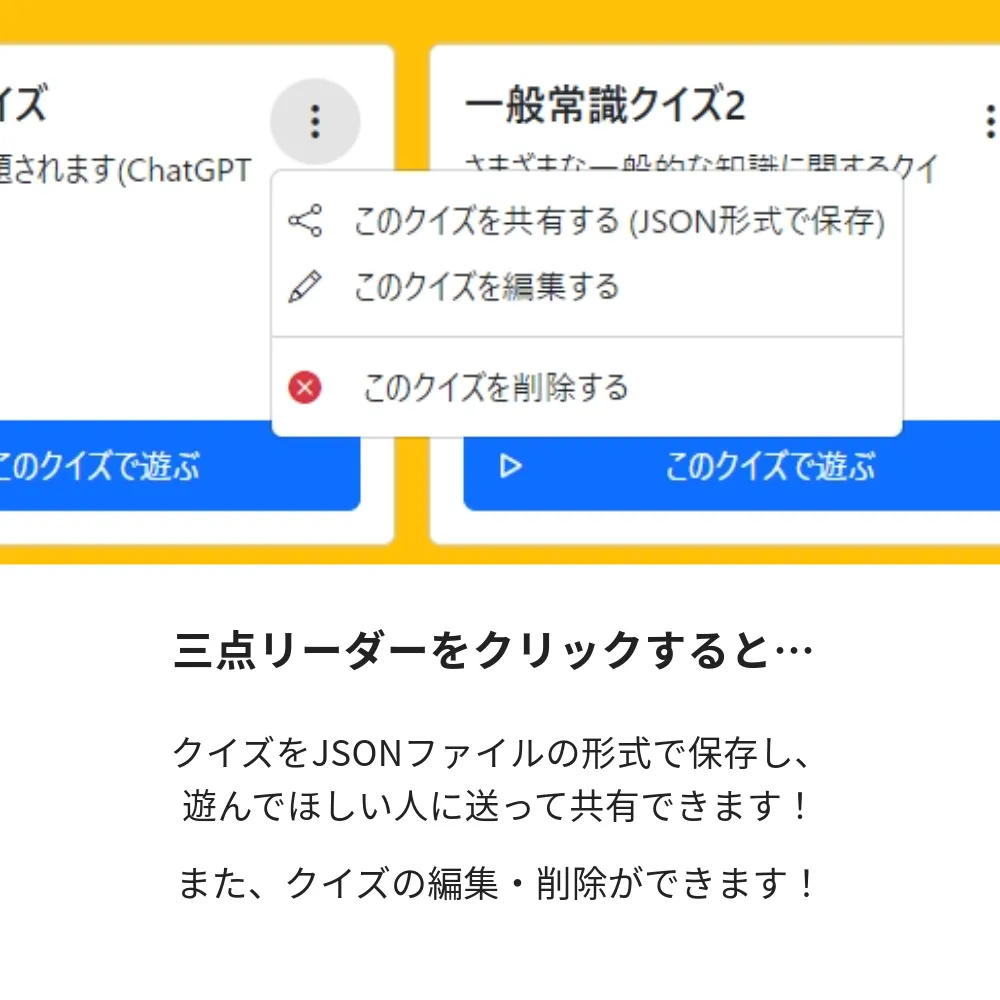 イズ
一般常識クイズ2
題されます(ChatGPT
さまざまな一般的な知識に関するクイ
このクイズを共有する (JSON形式で保存)
このクイズを編集する
このクイズを削除する
このクイズで遊ぶ
このクイズで遊ぶ
三点リーダーをクリックすると…
クイズをJSONファイルの形式で保存し、
遊んでほしい人に送って共有できます！
また、クイズの編集・削除ができます！